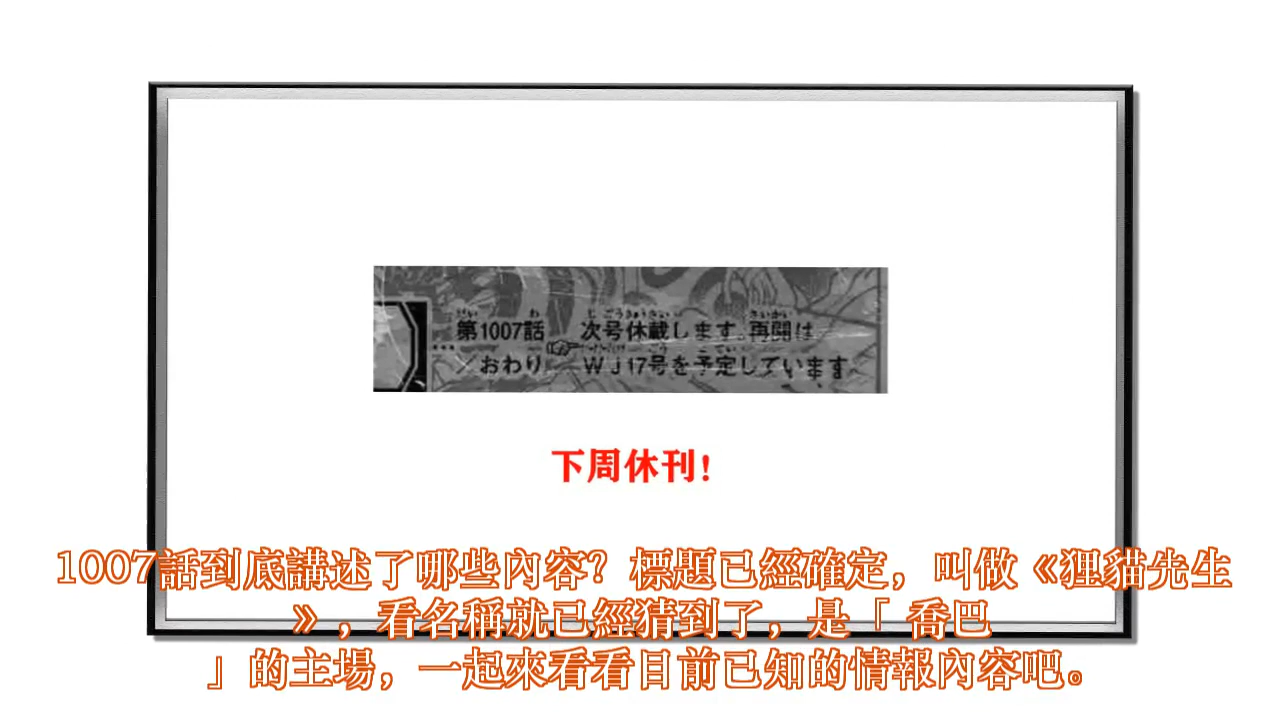 第1007話 次号休載します。再開は
／おわり WJ17号を予定しています。
下周休刊！
1007話到底講述了哪些內容？標題已經確定，叫做《狸貓先生
》，看名稱就已經猜到了，是「 喬巴
」的主場，一起來看看目前已知的情報內容吧。